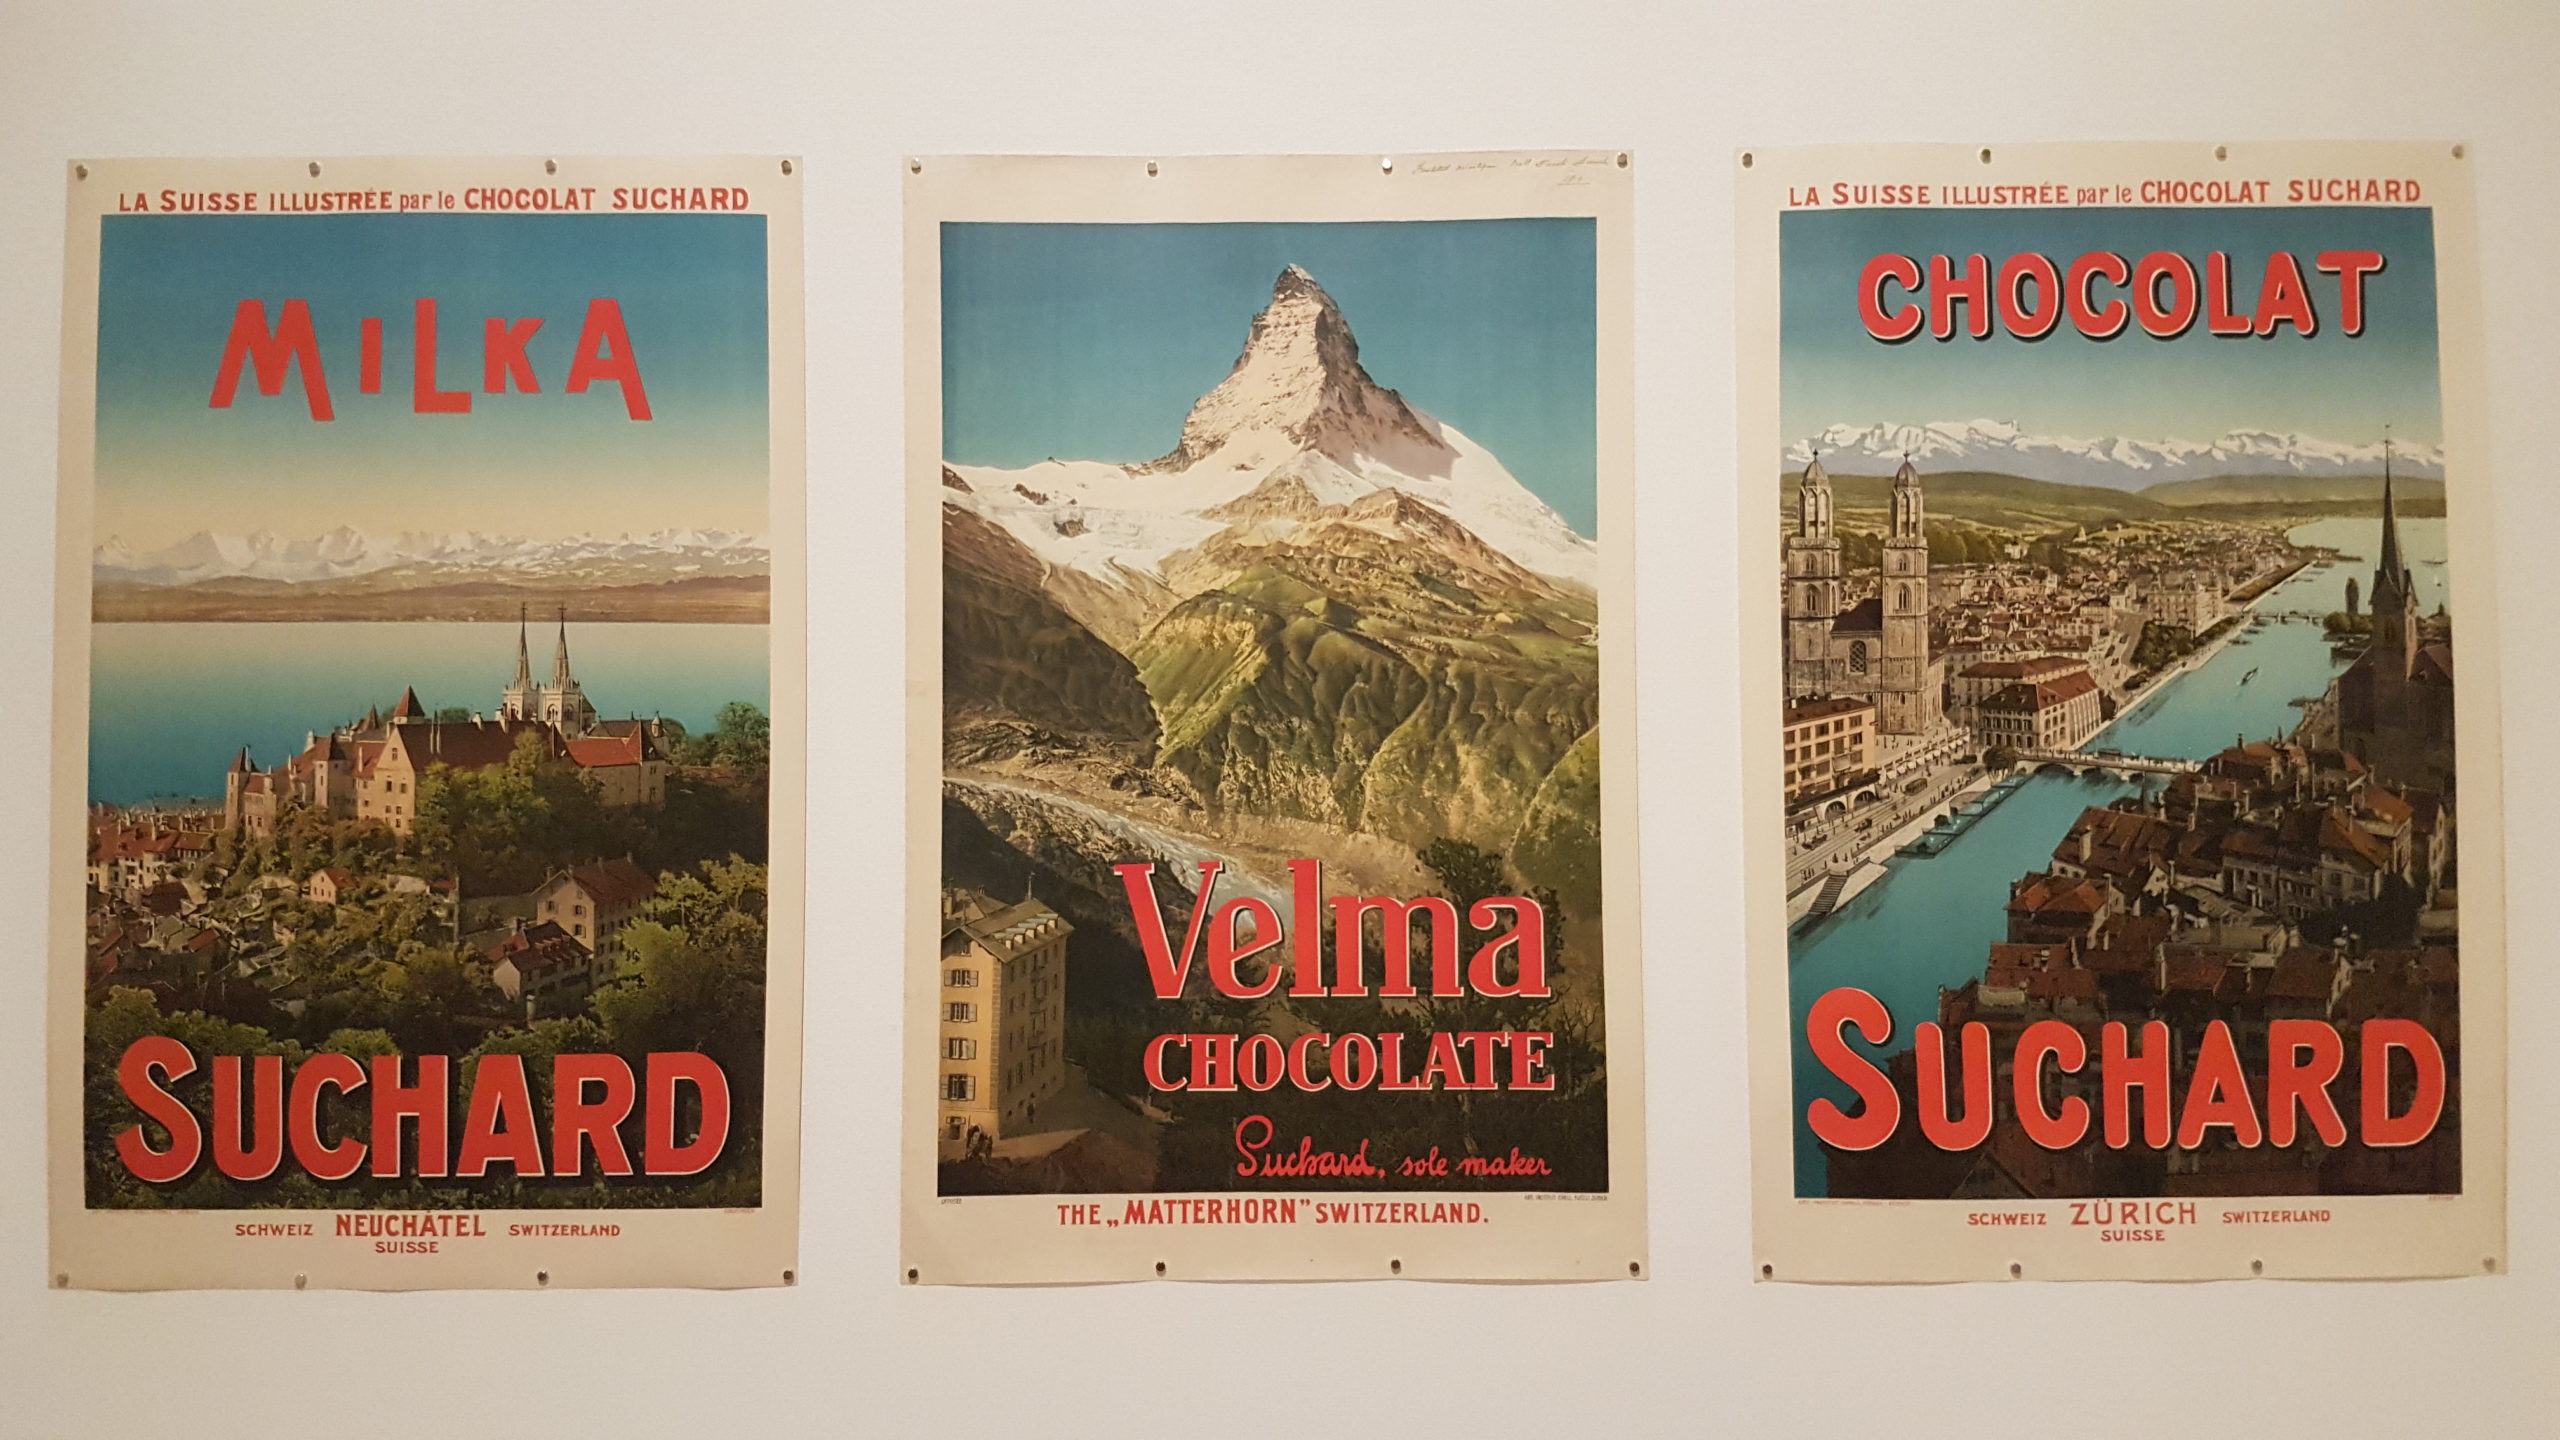 LA SUISSE ILLUSTRÉE par le CHOCOLAT SUCHARD
MILKA
SUCHARD
SCHWEIZ NEUCHÂTEL SWITZERLAND
SUISSE
Velma
CHOCOLATE
Suchard, sole maker
THE „MATTERHORN” SWITZERLAND.
LA SUISSE ILLUSTRÉE par le CHOCOLAT SUCHARD
CHOCOLAT
SUCHARD
SCHWEIZ ZÜRICH SWITZERLAND
SUISSE